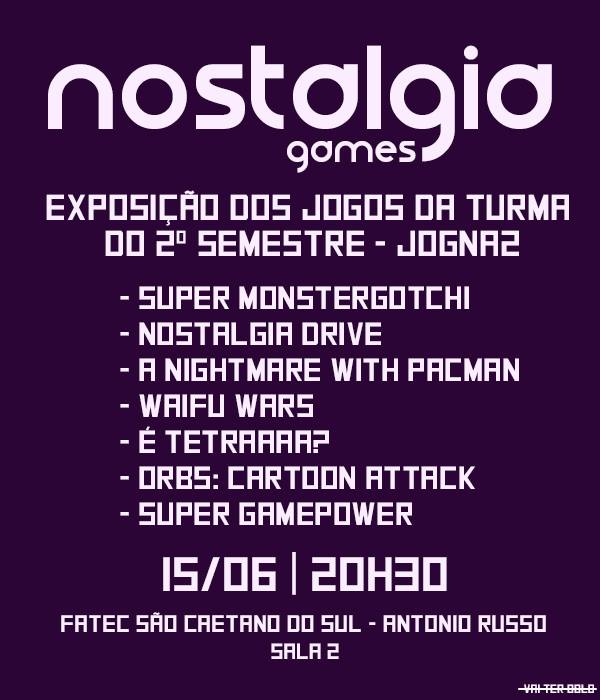 nostalgia
games
EXPOSIÇÃO DOS JOGOS DA TURMA
DO 2º SEMESTRE - JOGNA2
- SUPER MONSTERGOTCHI
- NOSTALGIA DRIVE
- A NIGHTMARE WITH PACMAN
- WAIFU WARS
- É TETRAAAA?
- ORBS: CARTOON ATTACK
- SUPER GAMEPOWER
15/06 | 20H30
FATEC SÃO CAETANO DO SUL - ANTONIO RUSSO
SALA 2
VAI TER BOLO